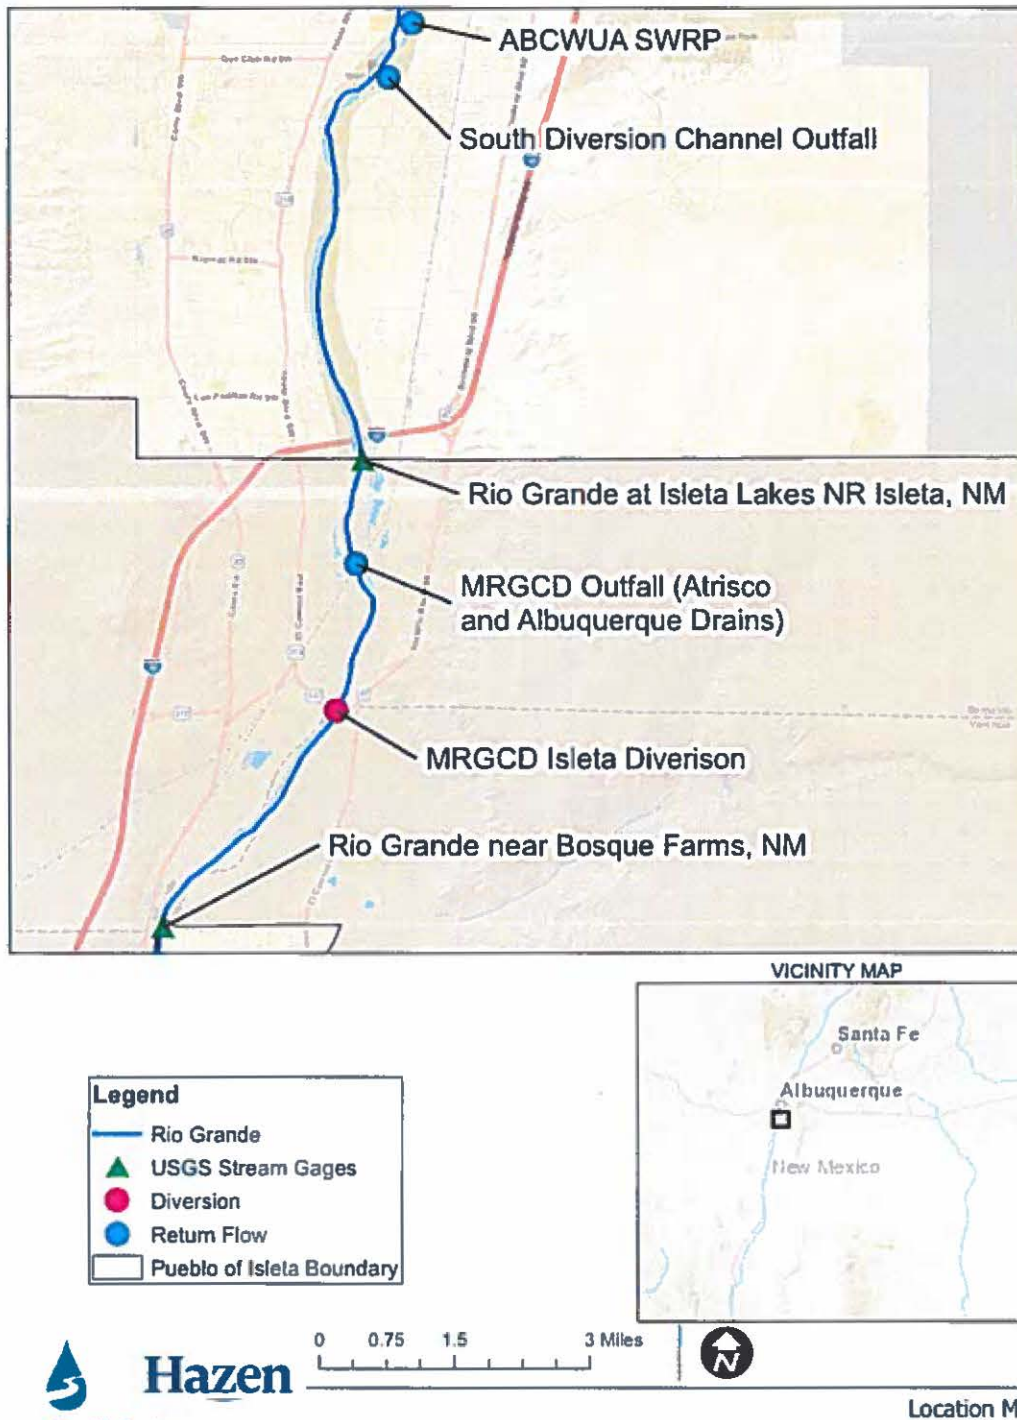 ABCWUA SWRP
South Diversion Channel Outfall
Rio Grande at Isleta Lakes NR Isleta, NM
MRGCD Outfall (Atrisco
and Albuquerque Drains)
MRGCD Isleta Diverison
Rio Grande near Bosque Farms, NM
VICINITY MAP
Santa Fe
Albuquerque
New Mexico
Legend
Rio Grande
USGS Stream Gages
Diversion
Return Flow
Pueblo of Isleta Boundary
0 0.75 1.5 3 Miles
N
Hazen
Location M